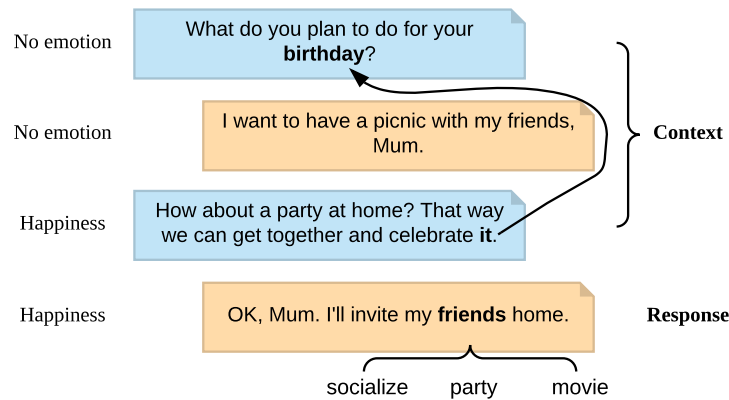 What do you plan to do for your
No emotion
birthday?
I want to have a picnic with my friends,
No emotion
Context
Mum.
How about a party at home? That way
Happiness
we can get together and celebrate it.
Happiness
OK, Mum. I'll invite my friends home.
Response
socialize
party
movie